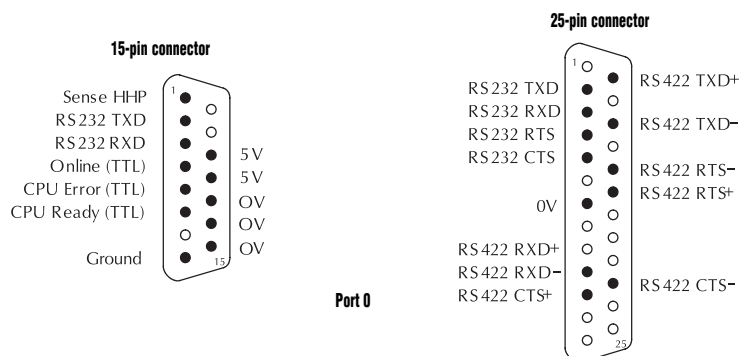 25-pin connector
15-pin connector
1
Sense HHP
RS232 TXD
RS232 RXD
Online (TTL)
CPU Error (TTL)
CPU Ready (TTL)
Ground
5V
5V
0V
0V
0V
15
Port 0
1
RS232 TXD
RS232 RXD
RS232 RTS
RS232 CTS
0V
RS422 RXD+
RS422 RXD–
RS422 CTS+
RS422 TXD+
RS422 TXD–
RS422 RTS–
RS422 RTS+
RS422 CTS–
25